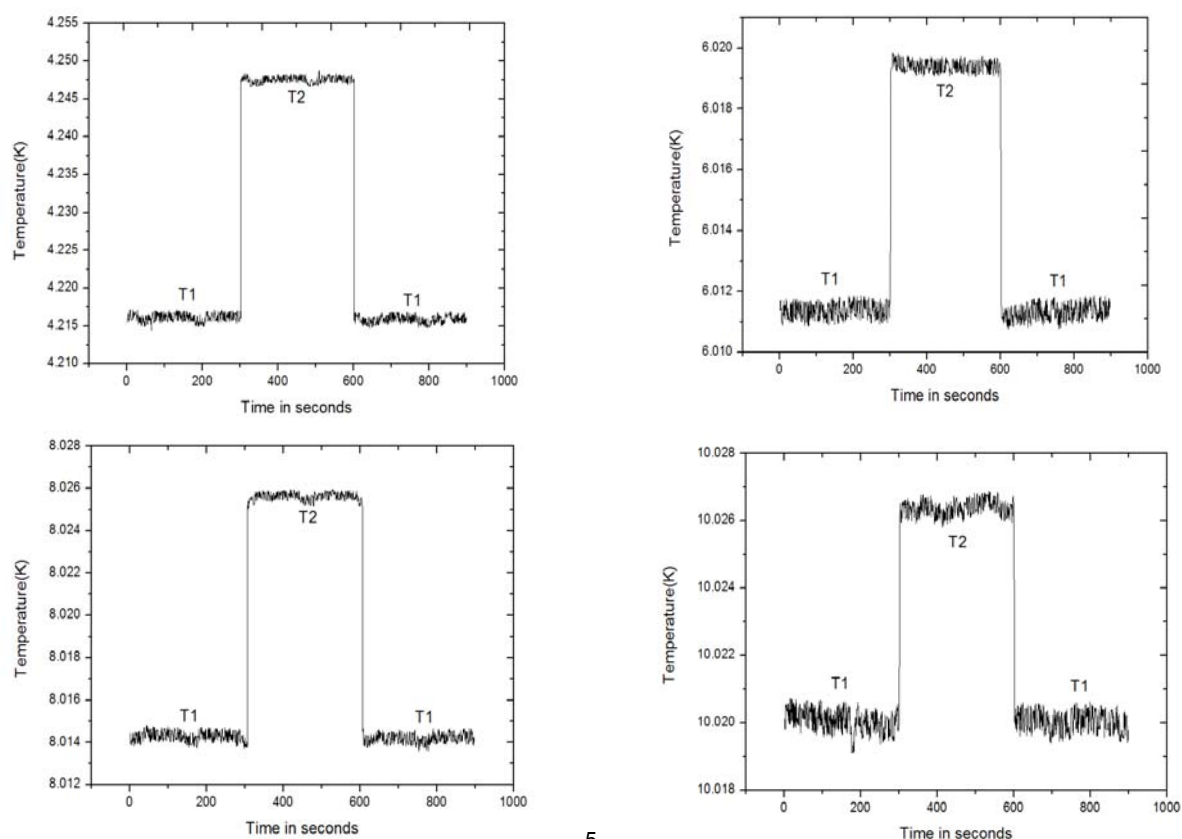 4.255
4.250
4.245
4.240
4.235
4.230
4.225
4.220
4.215
4.210
Temperature(K)
T2
T1
T1
0 200 400 600 800 1000
Time in seconds
6.020
6.018
6.016
6.014
6.012
6.010
Temperature(K)
T2
T1
T1
0 200 400 600 800 1000
Time in seconds
8.028
8.026
8.024
8.022
8.020
8.018
8.016
8.014
8.012
Temperature(K)
T2
T1
T1
0 200 400 600 800 1000
Time in seconds
10.028
10.026
10.024
10.022
10.020
10.018
Temperature(K)
T2
T1
T1
0 200 400 600 800 1000
Time in seconds